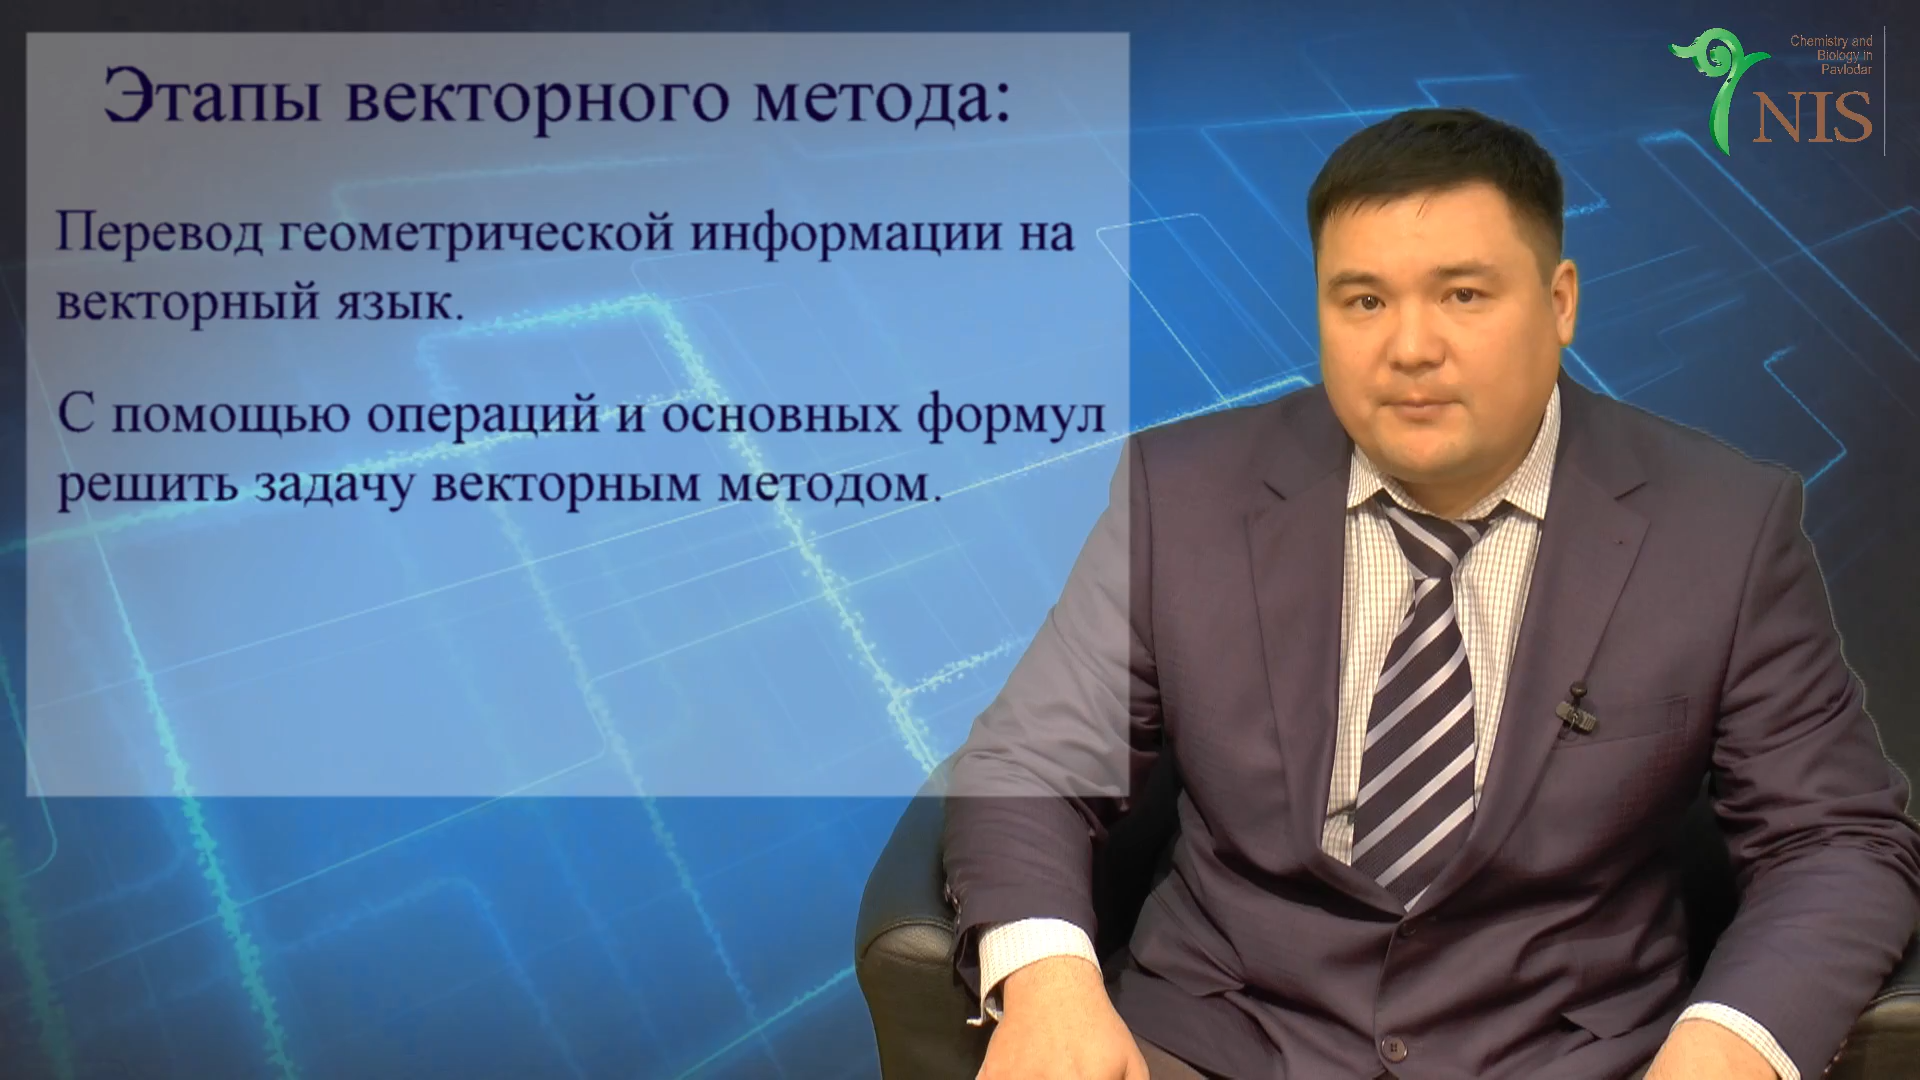 Этапы векторного метода:
Перевод геометрической информации на
векторный язык.
С помощью операций и основных формул
решить задачу векторным методом.
Chemistry and
Biology in
Pavlodar
NIS